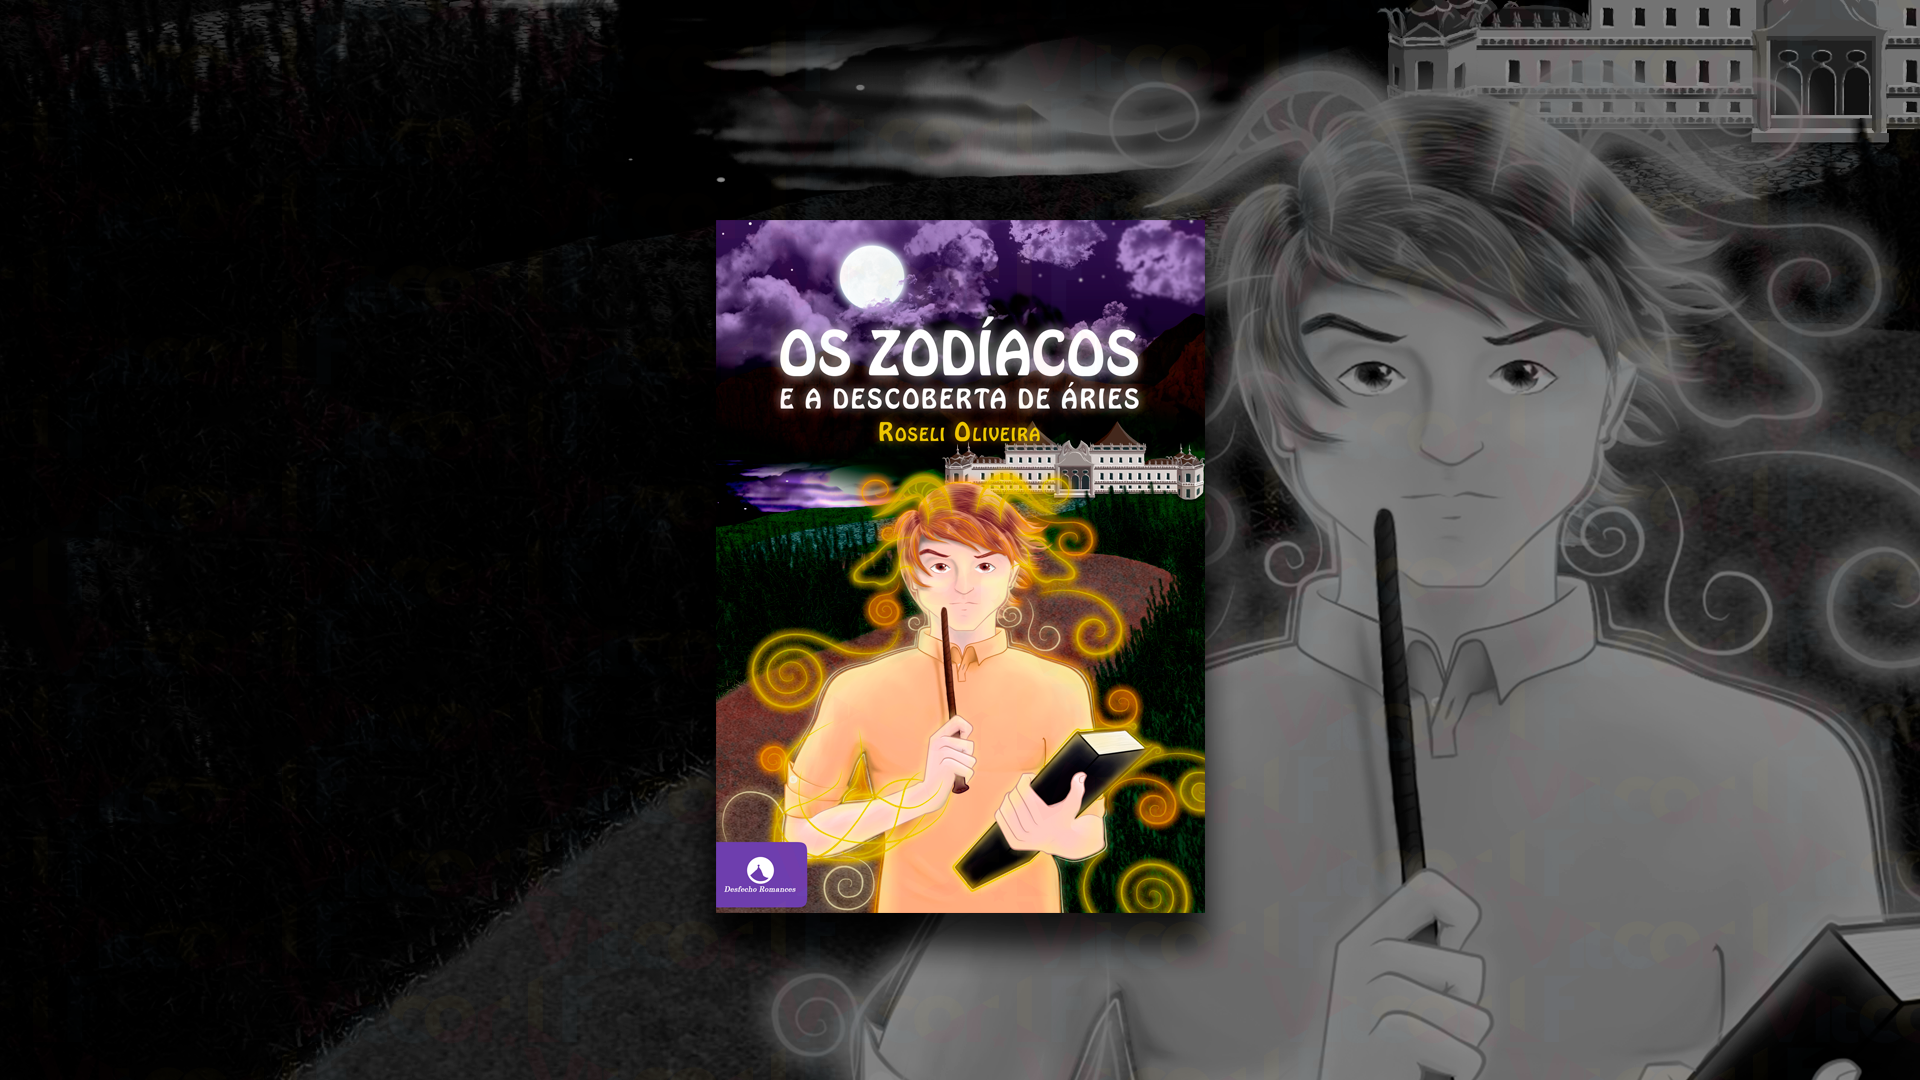 OS ZODÍACOS
E A DESCOBERTA DE ÁRIES
Roseli Oliveira
Desfecho Romances